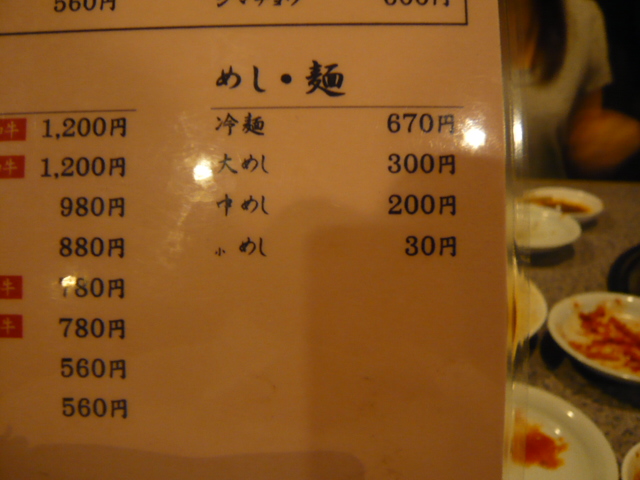 560円
めし・麺
牛 1,200円
冷麺 670円
牛 1,200円
大めし 300円
980円
中めし 200円
880円
小めし 30円
牛 780円
牛 780円
560円
560円